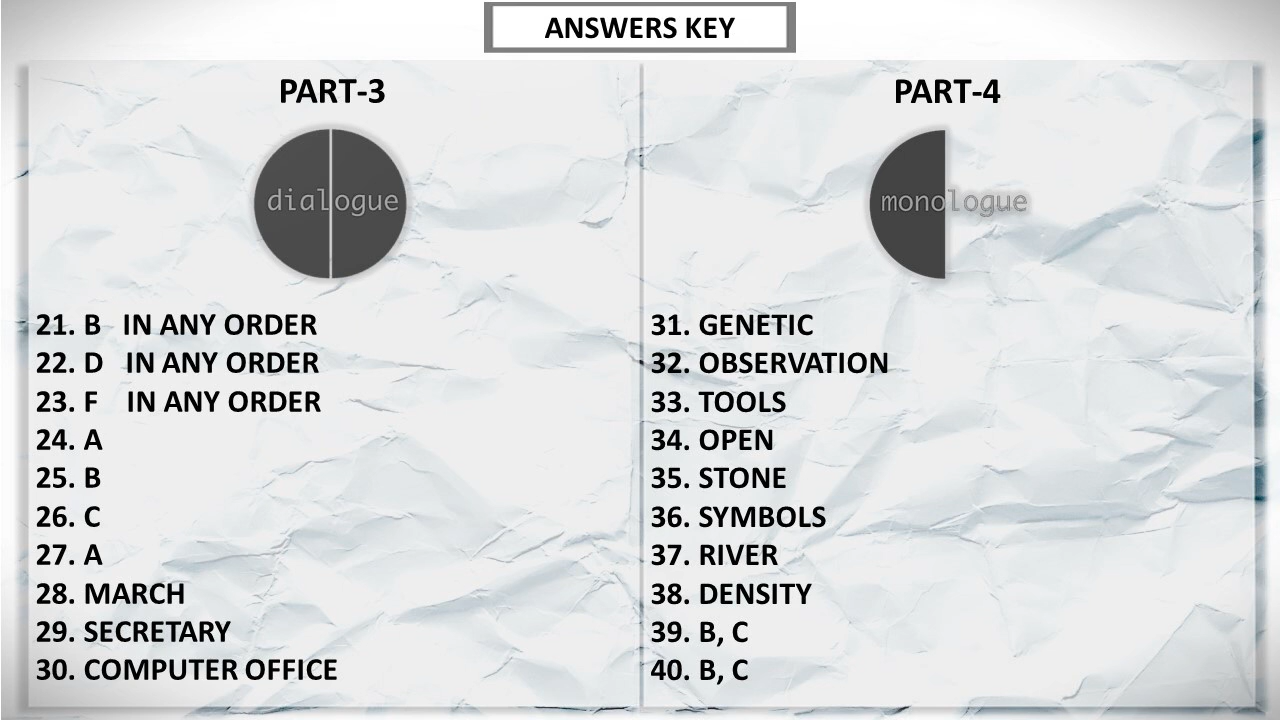 ANSWERS KEY
PART-3
dialogue
21. B IN ANY ORDER
22. D IN ANY ORDER
23. F IN ANY ORDER
24. A
25. B
26. C
27. A
28. MARCH
29. SECRETARY
30. COMPUTER OFFICE
PART-4
monologue
31. GENETIC
32. OBSERVATION
33. TOOLS
34. OPEN
35. STONE
36. SYMBOLS
37. RIVER
38. DENSITY
39. B, C
40. B, C